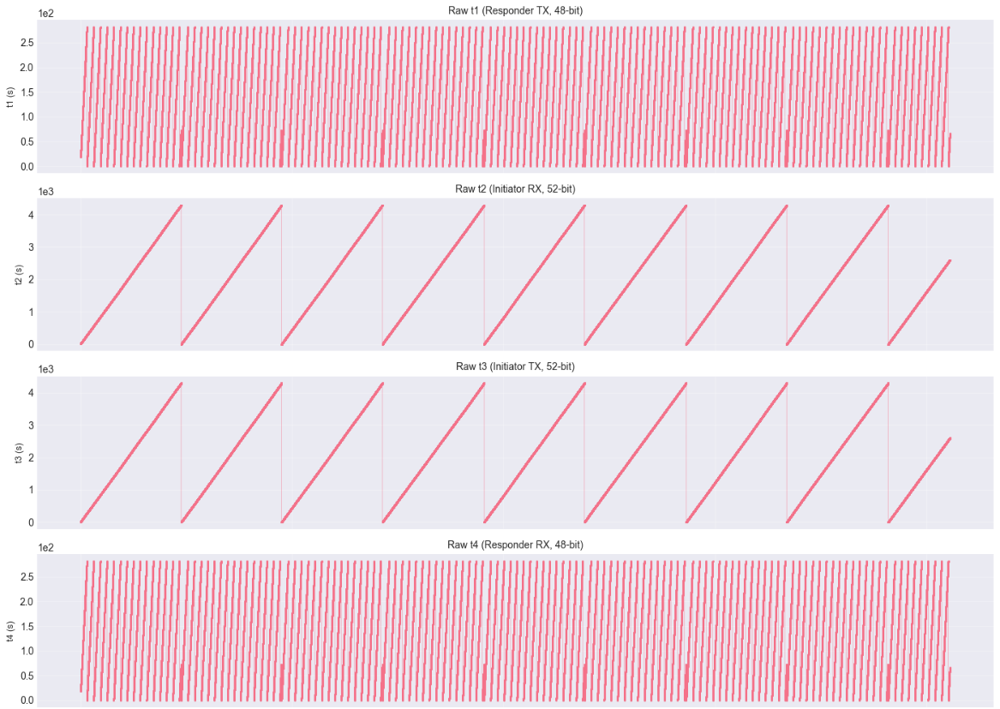 Raw t1 (Responder TX, 48-bit)
1e2
2.5
2.0
1.5
1.0
0.5
0.0
t1 (s)
Raw t2 (Initiator RX, 52-bit)
1e3
4
3
2
1
0
t2 (s)
Raw t3 (Initiator TX, 52-bit)
1e3
4
3
2
1
0
t3 (s)
Raw t4 (Responder RX, 48-bit)
1e2
2.5
2.0
1.5
1.0
0.5
0.0
t4 (s)